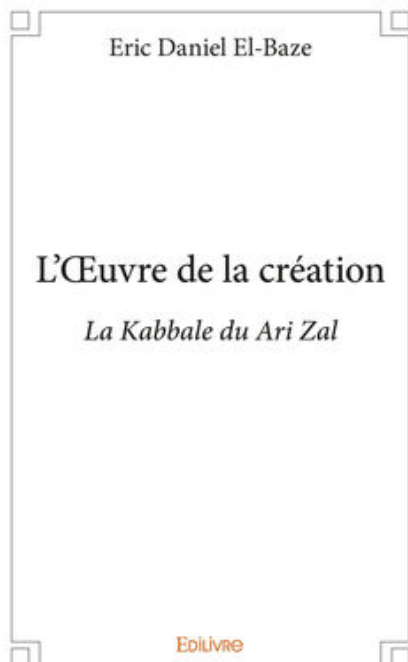 Eric Daniel El-Baze
L'Œuvre de la création
La Kabbale du Ari Zal
EDILIVRE